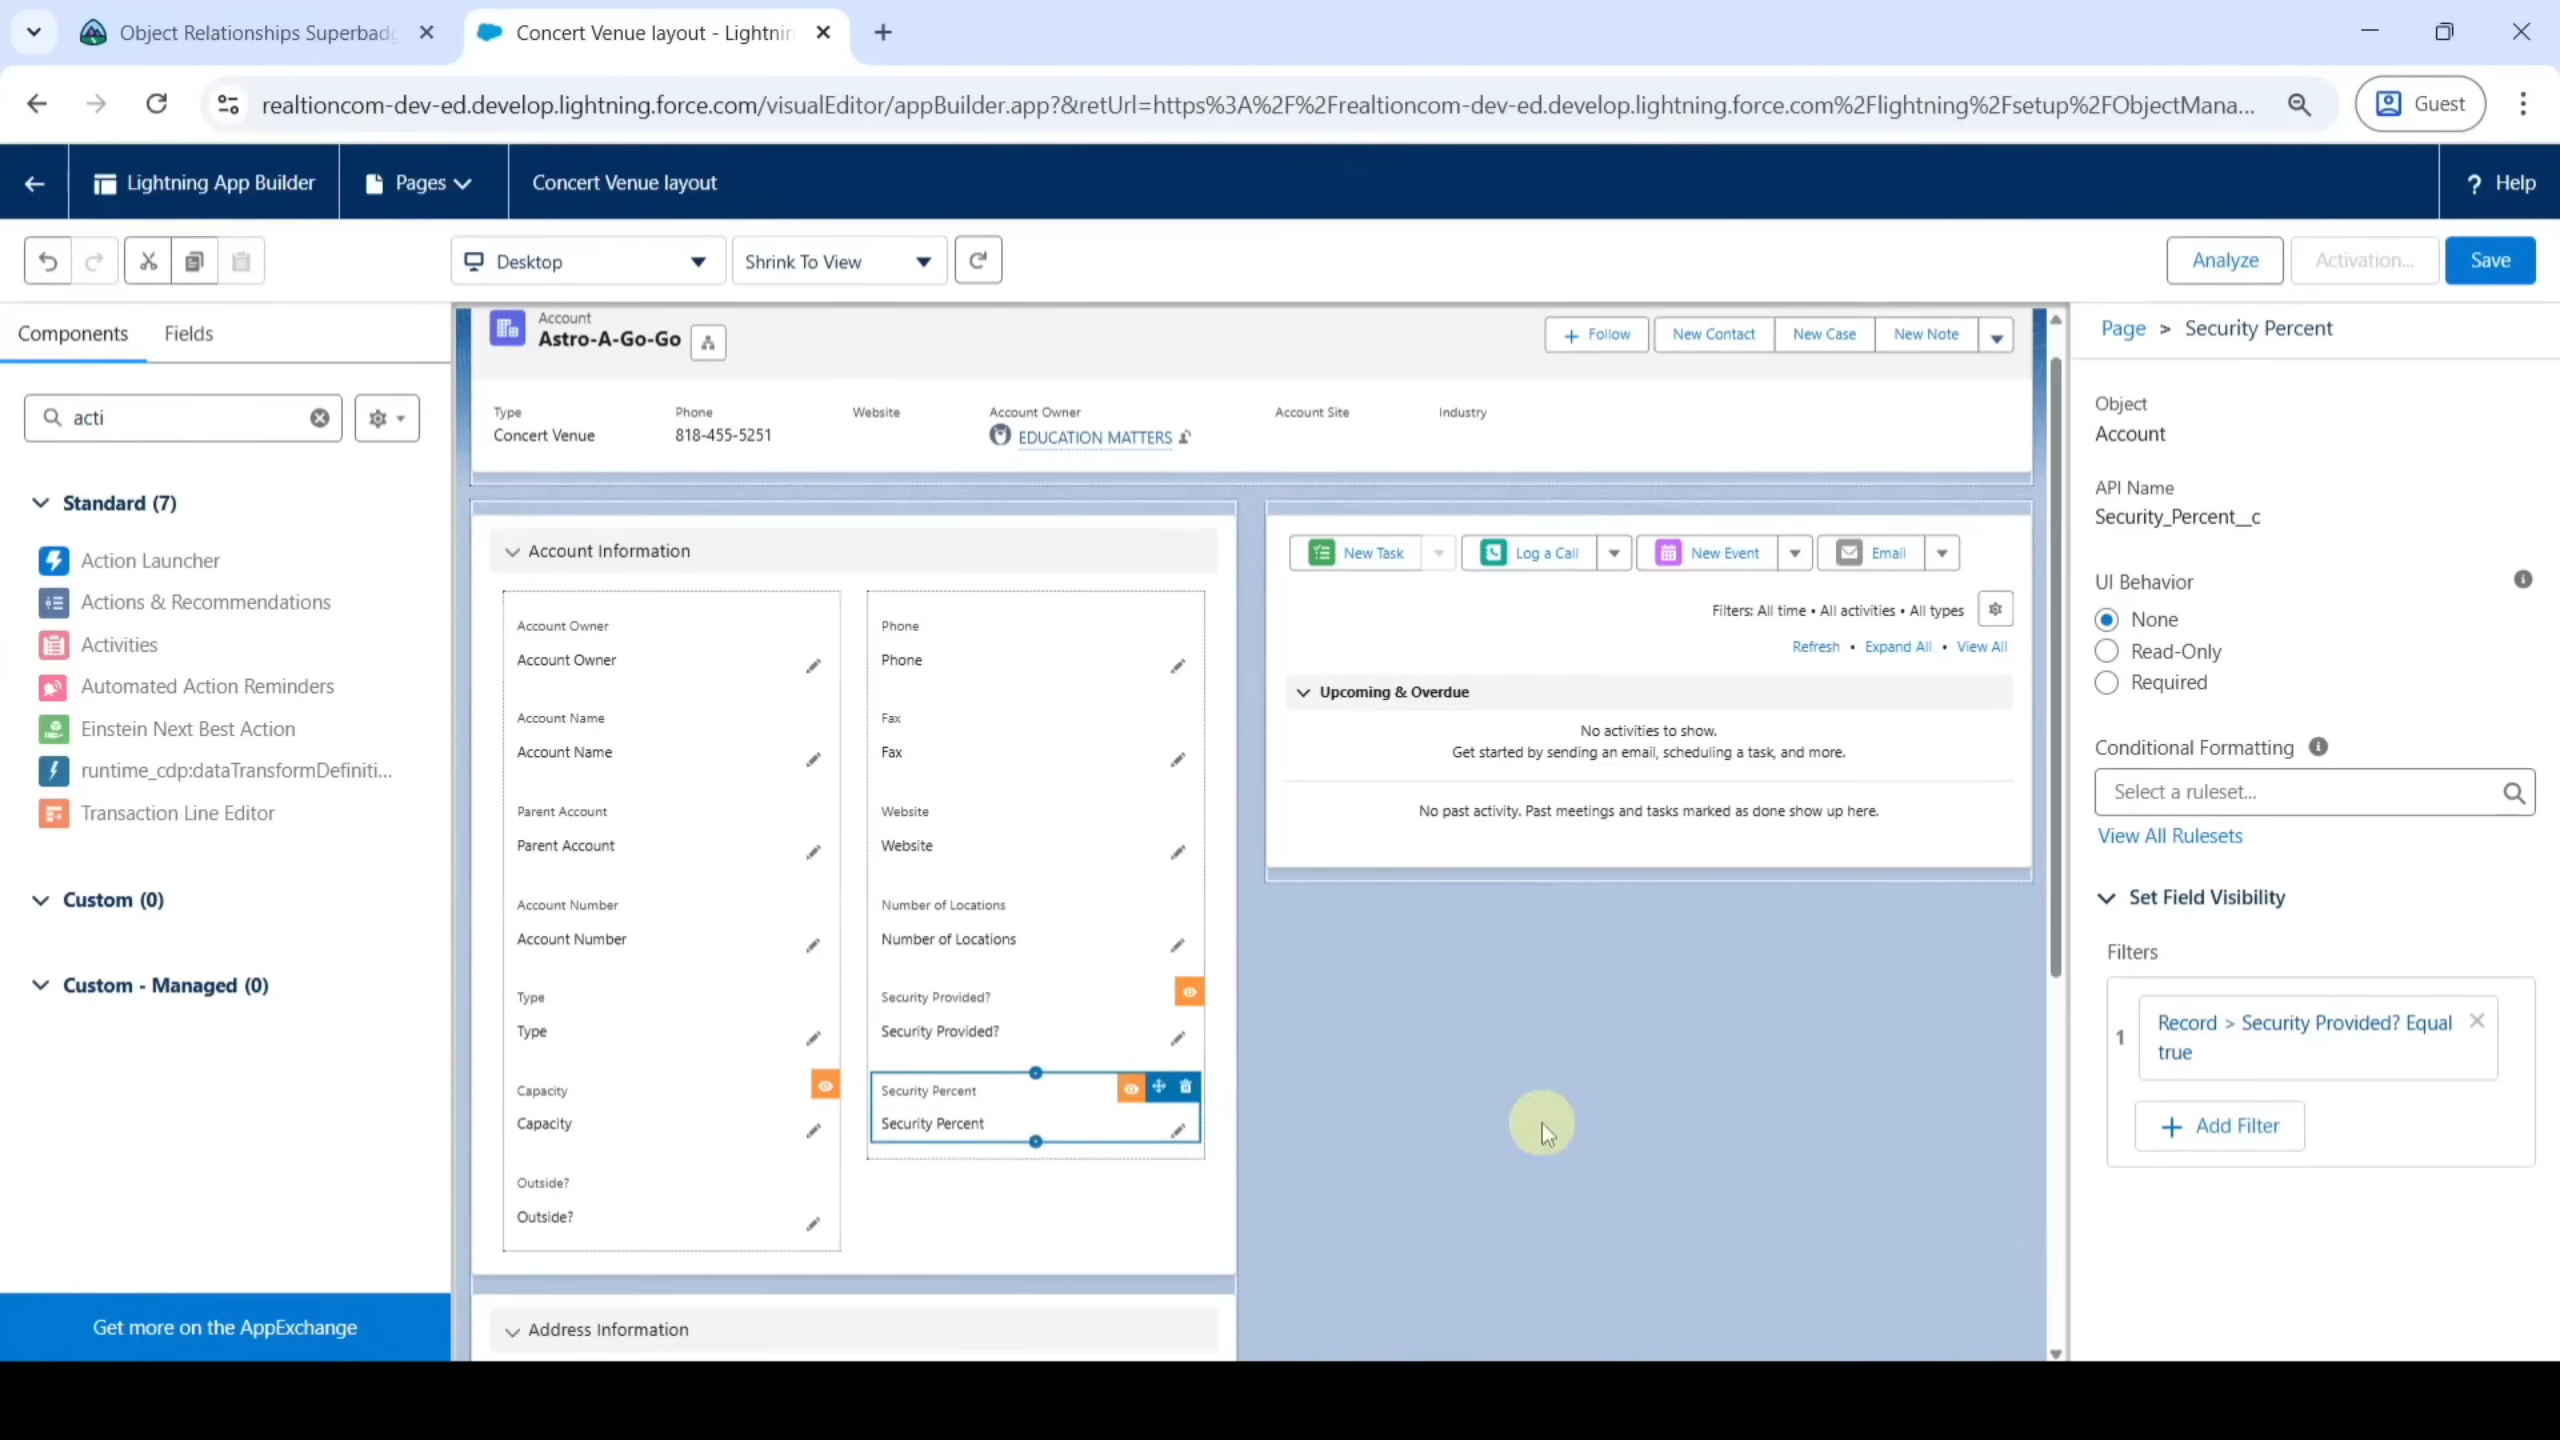 Object Relationships Superbadg
Concert Venue layout - Lightnin
realtioncom-dev-ed.develop.lightning.force.com/visualEditor/appBuilder.app?&retUrl=https%3A%2F%2Frealtioncom-dev-ed.develop.lightning.force.com%2Flightning%2Fsetup%2FObjectMana...
Guest
Lightning App Builder
Pages
Concert Venue layout
? Help
Desktop
Shrink To View
Analyze
Activation...
Save
Components
Fields
acti
Standard (7)
Action Launcher
Actions & Recommendations
Activities
Automated Action Reminders
Einstein Next Best Action
runtime_cdp:dataTransformDefiniti...
Transaction Line Editor
Custom (0)
Custom - Managed (0)
Get more on the AppExchange
Account
Astro-A-Go-Go
Follow
New Contact
New Case
New Note
Type
Concert Venue
Phone
818-455-5251
Website
Account Owner
EDUCATION MATTERS
Account Site
Industry
Account Information
Account Owner
Account Owner
Account Name
Account Name
Parent Account
Parent Account
Account Number
Account Number
Type
Type
Capacity
Capacity
Outside?
Outside?
Phone
Phone
Fax
Fax
Website
Website
Number of Locations
Number of Locations
Security Provided?
Security Provided?
Security Percent
Security Percent
Address Information
New Task
Log a Call
New Event
Email
Filters: All time • All activities • All types
Refresh • Expand All • View All
Upcoming & Overdue
No activities to show.
Get started by sending an email, scheduling a task, and more.
No past activity. Past meetings and tasks marked as done show up here.
Page > Security Percent
Object
Account
API Name
Security_Percent__c
UI Behavior
None
Read-Only
Required
Conditional Formatting
Select a ruleset...
View All Rulesets
Set Field Visibility
Filters
1
Record > Security Provided? Equal
true
Add Filter